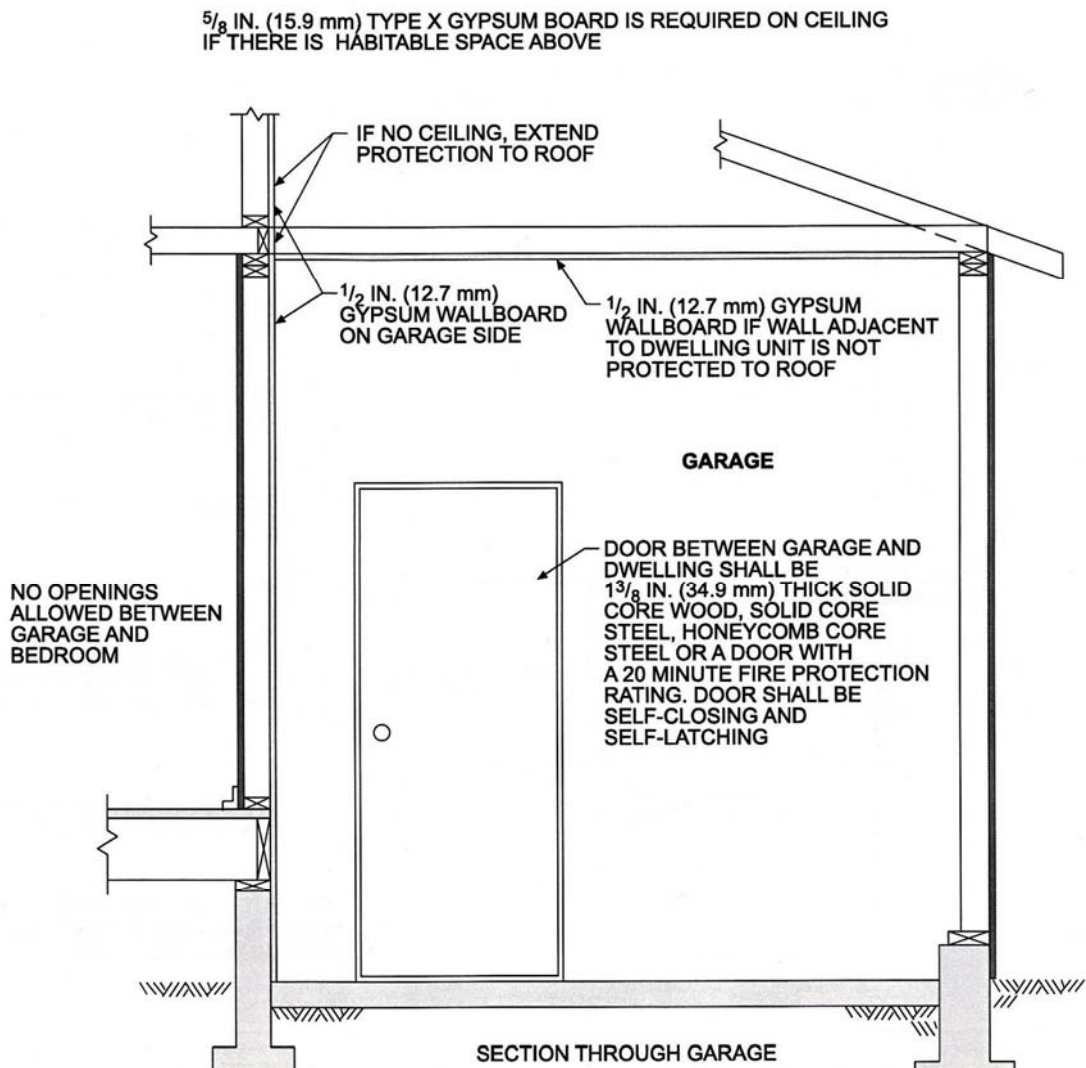 5/8 IN. (15.9 mm) TYPE X GYPSUM BOARD IS REQUIRED ON CEILING
IF THERE IS HABITABLE SPACE ABOVE
IF NO CEILING, EXTEND
PROTECTION TO ROOF
1/2 IN. (12.7 mm)
GYPSUM WALLBOARD
ON GARAGE SIDE
1/2 IN. (12.7 mm) GYPSUM
WALLBOARD IF WALL ADJACENT
TO DWELLING UNIT IS NOT
PROTECTED TO ROOF
GARAGE
NO OPENINGS
ALLOWED BETWEEN
GARAGE AND
BEDROOM
DOOR BETWEEN GARAGE AND
DWELLING SHALL BE
1 3/8 IN. (34.9 mm) THICK SOLID
CORE WOOD, SOLID CORE
STEEL, HONEYCOMB CORE
STEEL OR A DOOR WITH
A 20 MINUTE FIRE PROTECTION
RATING. DOOR SHALL BE
SELF-CLOSING AND
SELF-LATCHING
SECTION THROUGH GARAGE